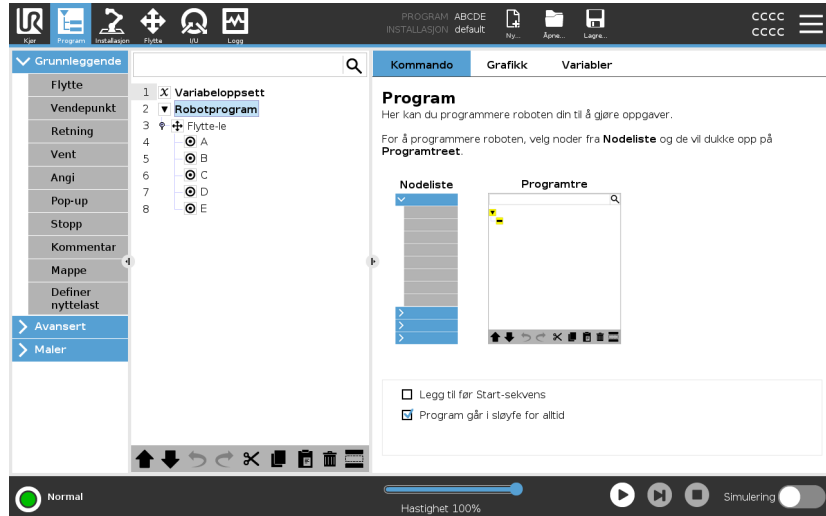 UR
PROGRAM ABCDE
INSTALLASJON default
cccc
cccc
Kjør
Program
Installasjon
Flytte
I/U
Logg
Ny...
Åpne...
Lagre...
Grunnleggende
Flytte
Vendepunkt
Retning
Vent
Angi
Pop-up
Stopp
Kommentar
Mappe
Definer
nyttelast
Avansert
Maler
1 X Variabeloppsett
2 Robotprogram
3 Flytte-le
4 A
5 B
6 C
7 D
8 E
Kommando Grafikk Variabler
Program
Her kan du programmere roboten din til å gjøre oppgaver.
For å programmere roboten, velg noder fra Nodeliste og de vil dukke opp på
Programtreet.
Nodeliste
Programtre
Legg til før Start-sekvens
Program går i sløyfe for alltid
Normal
Hastighet 100%
Simulering